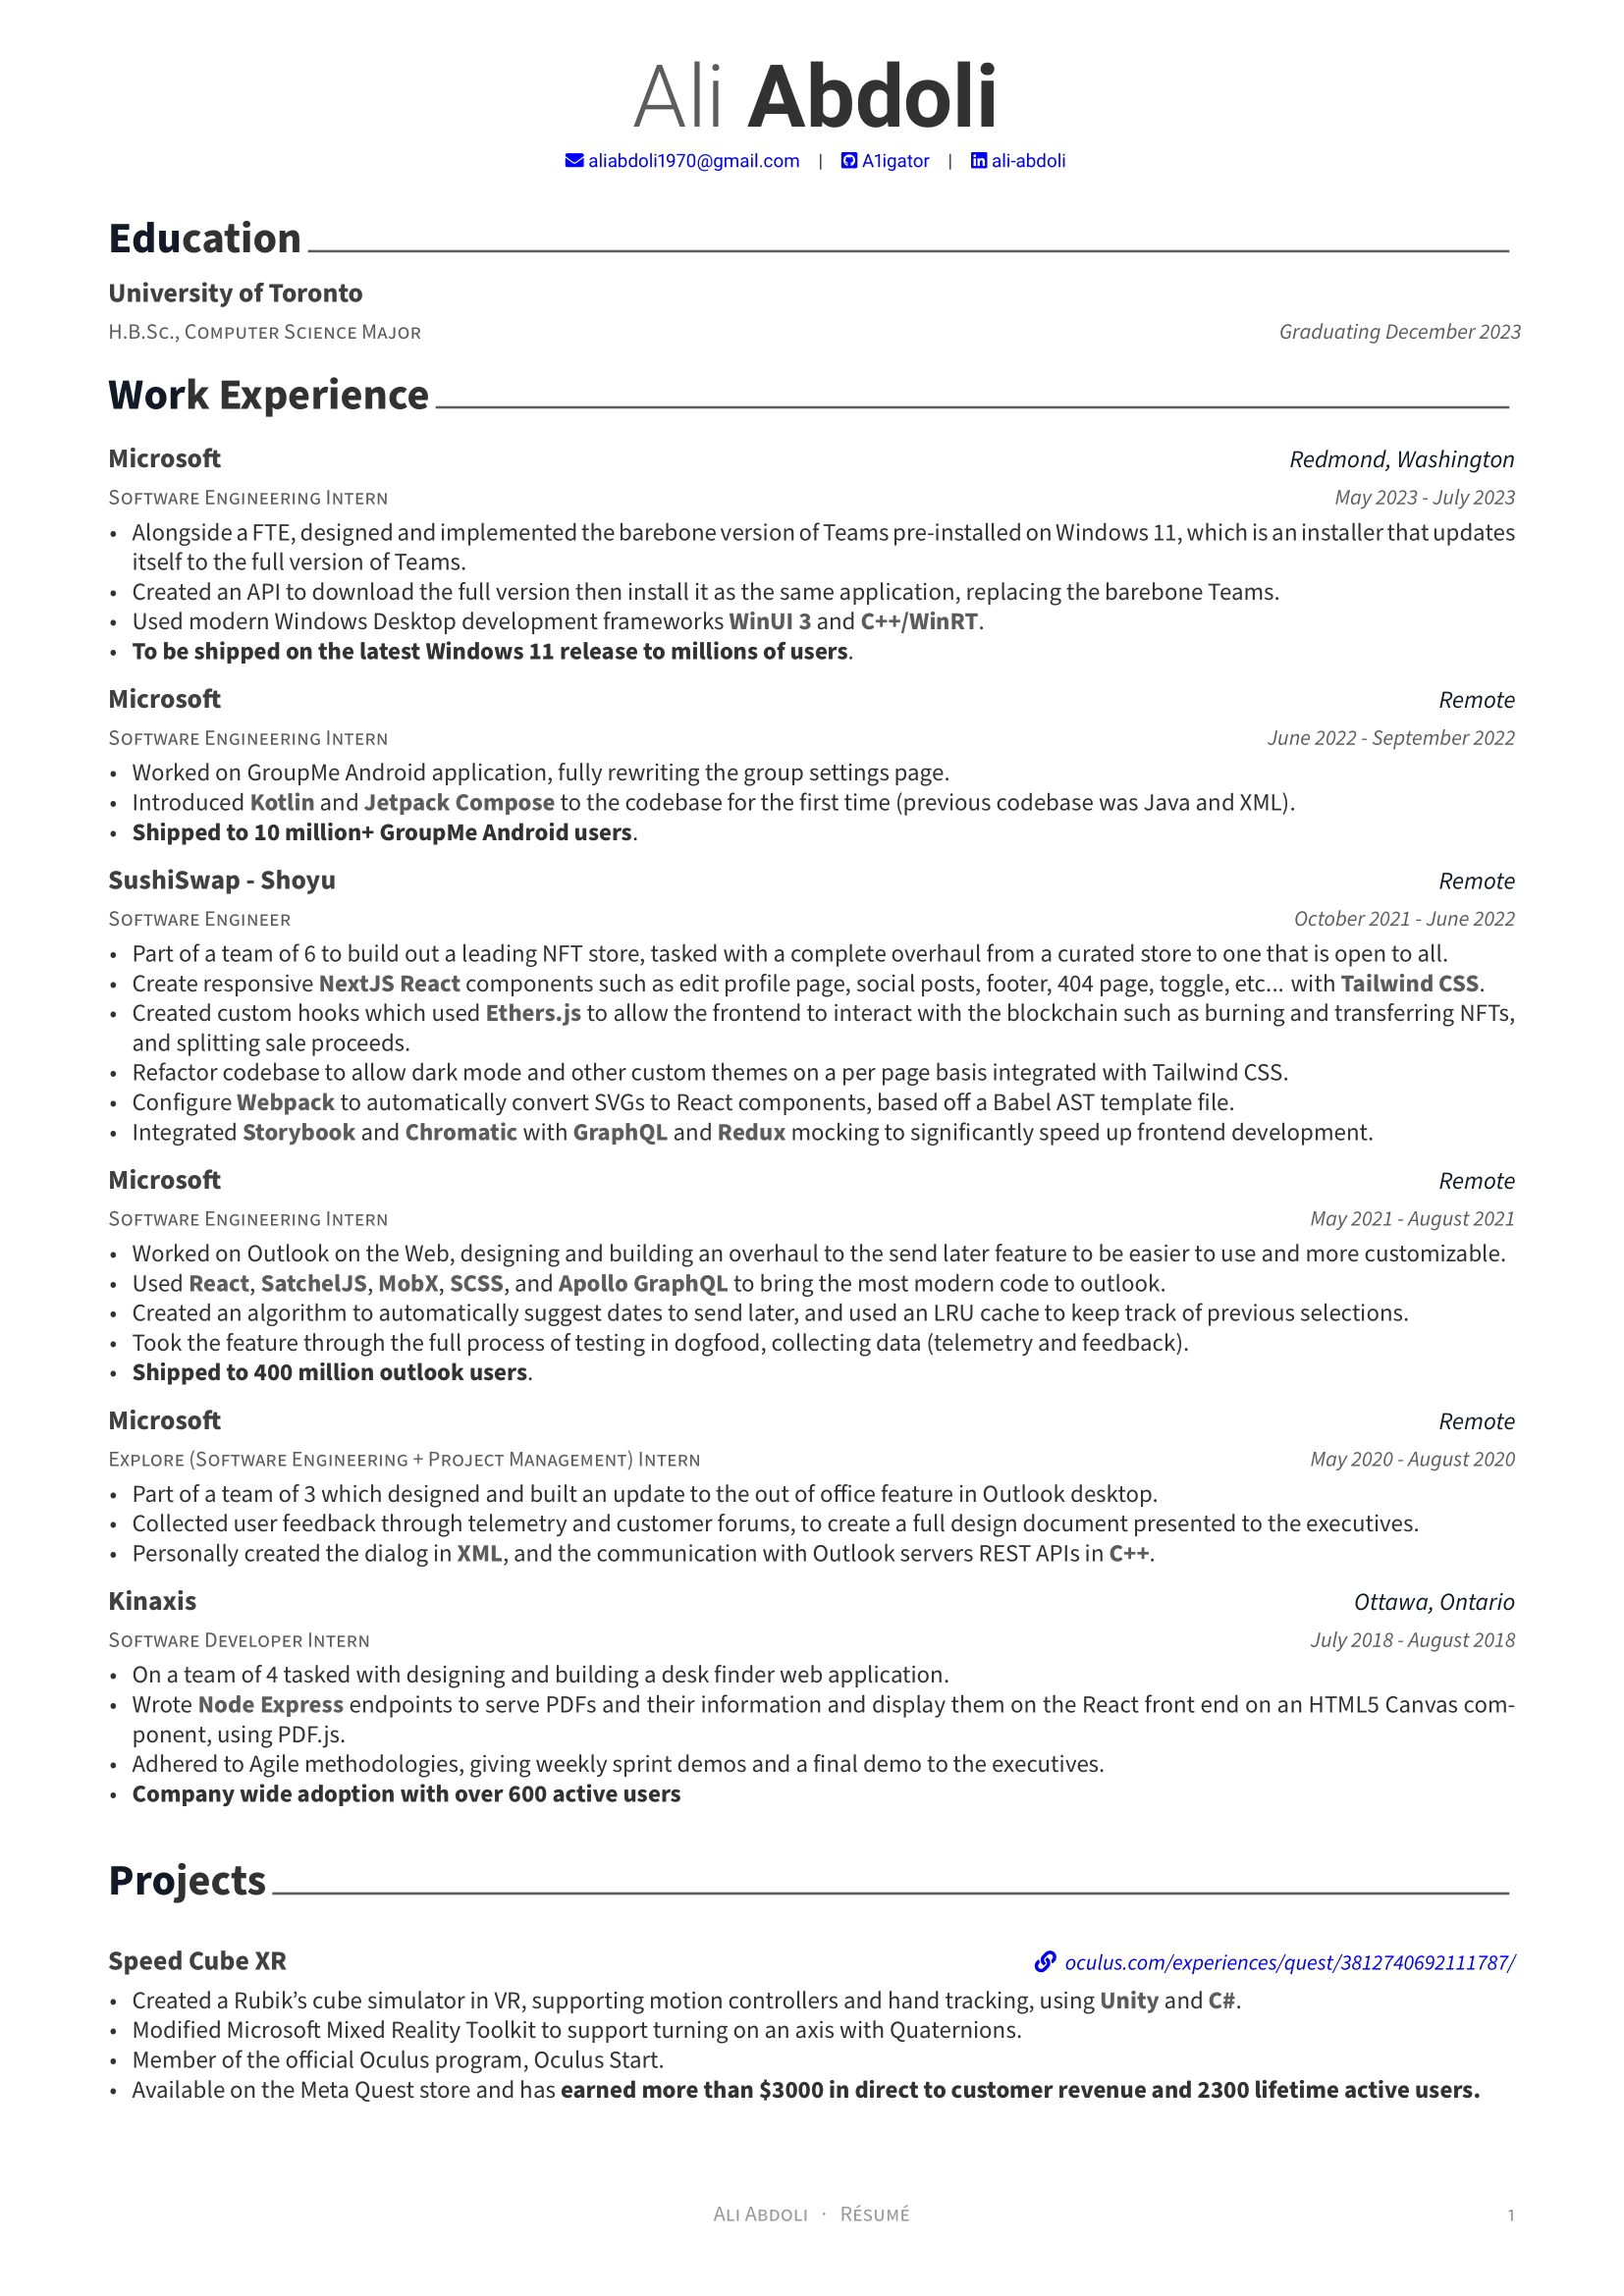 Ali Abdoli
aliabdoli1970@gmail.com | A1igator | ali-abdoli
Education
University of Toronto
H.B.Sc., Computer Science Major Graduating December 2023
Work Experience
Microsoft Redmond, Washington
Software Engineering Intern May 2023 - July 2023
• Alongside a FTE, designed and implemented the barebone version of Teams pre-installed on Windows 11, which is an installer that updates
itself to the full version of Teams.
• Created an API to download the full version then install it as the same application, replacing the barebone Teams.
• Used modern Windows Desktop development frameworks WinUI 3 and C++/WinRT.
• To be shipped on the latest Windows 11 release to millions of users.
Microsoft Remote
Software Engineering Intern June 2022 - September 2022
• Worked on GroupMe Android application, fully rewriting the group settings page.
• Introduced Kotlin and Jetpack Compose to the codebase for the first time (previous codebase was Java and XML).
• Shipped to 10 million+ GroupMe Android users.
SushiSwap - Shoyu Remote
Software Engineer October 2021 - June 2022
• Part of a team of 6 to build out a leading NFT store, tasked with a complete overhaul from a curated store to one that is open to all.
• Create responsive NextJS React components such as edit profile page, social posts, footer, 404 page, toggle, etc... with Tailwind CSS.
• Created custom hooks which used Ethers.js to allow the frontend to interact with the blockchain such as burning and transferring NFTs,
and splitting sale proceeds.
• Refactor codebase to allow dark mode and other custom themes on a per page basis integrated with Tailwind CSS.
• Configure Webpack to automatically convert SVGs to React components, based off a Babel AST template file.
• Integrated Storybook and Chromatic with GraphQL and Redux mocking to significantly speed up frontend development.
Microsoft Remote
Software Engineering Intern May 2021 - August 2021
• Worked on Outlook on the Web, designing and building an overhaul to the send later feature to be easier to use and more customizable.
• Used React, SatchelJS, MobX, SCSS, and Apollo GraphQL to bring the most modern code to outlook.
• Created an algorithm to automatically suggest dates to send later, and used an LRU cache to keep track of previous selections.
• Took the feature through the full process of testing in dogfood, collecting data (telemetry and feedback).
• Shipped to 400 million outlook users.
Microsoft Remote
Explore (Software Engineering + Project Management) Intern May 2020 - August 2020
• Part of a team of 3 which designed and built an update to the out of office feature in Outlook desktop.
• Collected user feedback through telemetry and customer forums, to create a full design document presented to the executives.
• Personally created the dialog in XML, and the communication with Outlook servers REST APIs in C++.
Kinaxis Ottawa, Ontario
Software Developer Intern July 2018 - August 2018
• On a team of 4 tasked with designing and building a desk finder web application.
• Wrote Node Express endpoints to serve PDFs and their information and display them on the React front end on an HTML5 Canvas com-
ponent, using PDF.js.
• Adhered to Agile methodologies, giving weekly sprint demos and a final demo to the executives.
• Company wide adoption with over 600 active users
Projects
Speed Cube XR oculus.com/experiences/quest/3812740692111787/
• Created a Rubik's cube simulator in VR, supporting motion controllers and hand tracking, using Unity and C#.
• Modified Microsoft Mixed Reality Toolkit to support turning on an axis with Quaternions.
• Member of the official Oculus program, Oculus Start.
• Available on the Meta Quest store and has earned more than $3000 in direct to customer revenue and 2300 lifetime active users.
Ali Abdoli · Résumé 1